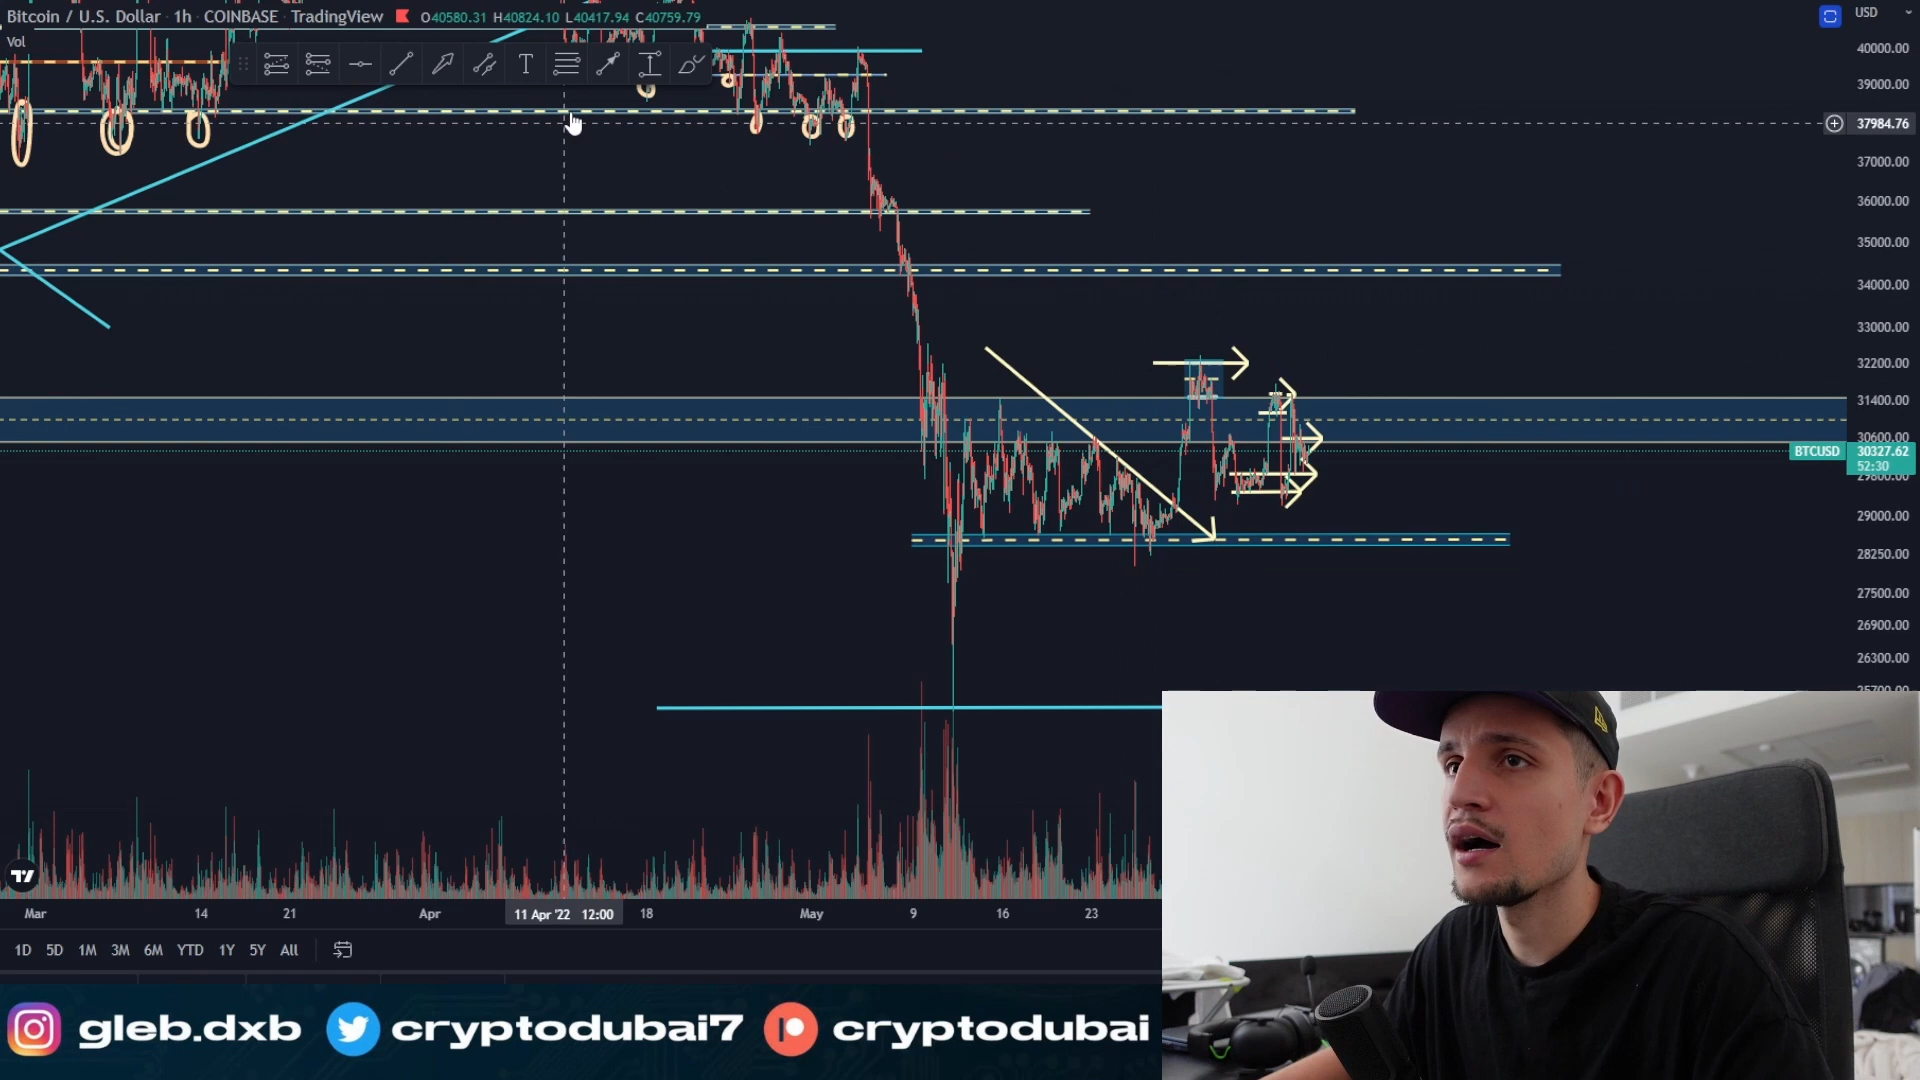 Bitcoin / U.S. Dollar · 1h · COINBASE · TradingView O40580.31 H40824.10 L40417.94 C40759.79
USD
Vol
40000.00
39000.00
37984.76
37000.00
36000.00
35000.00
34000.00
33000.00
32200.00
31400.00
30600.00
BTCUSD 30327.62
52:30
29800.00
29000.00
28250.00
27500.00
26900.00
26300.00
25700.00
Mar 14 21 Apr 11 Apr '22 12:00 18 May 9 16 23
1D 5D 1M 3M 6M YTD 1Y 5Y All
gleb.dxb cryptodubai7 cryptodubai